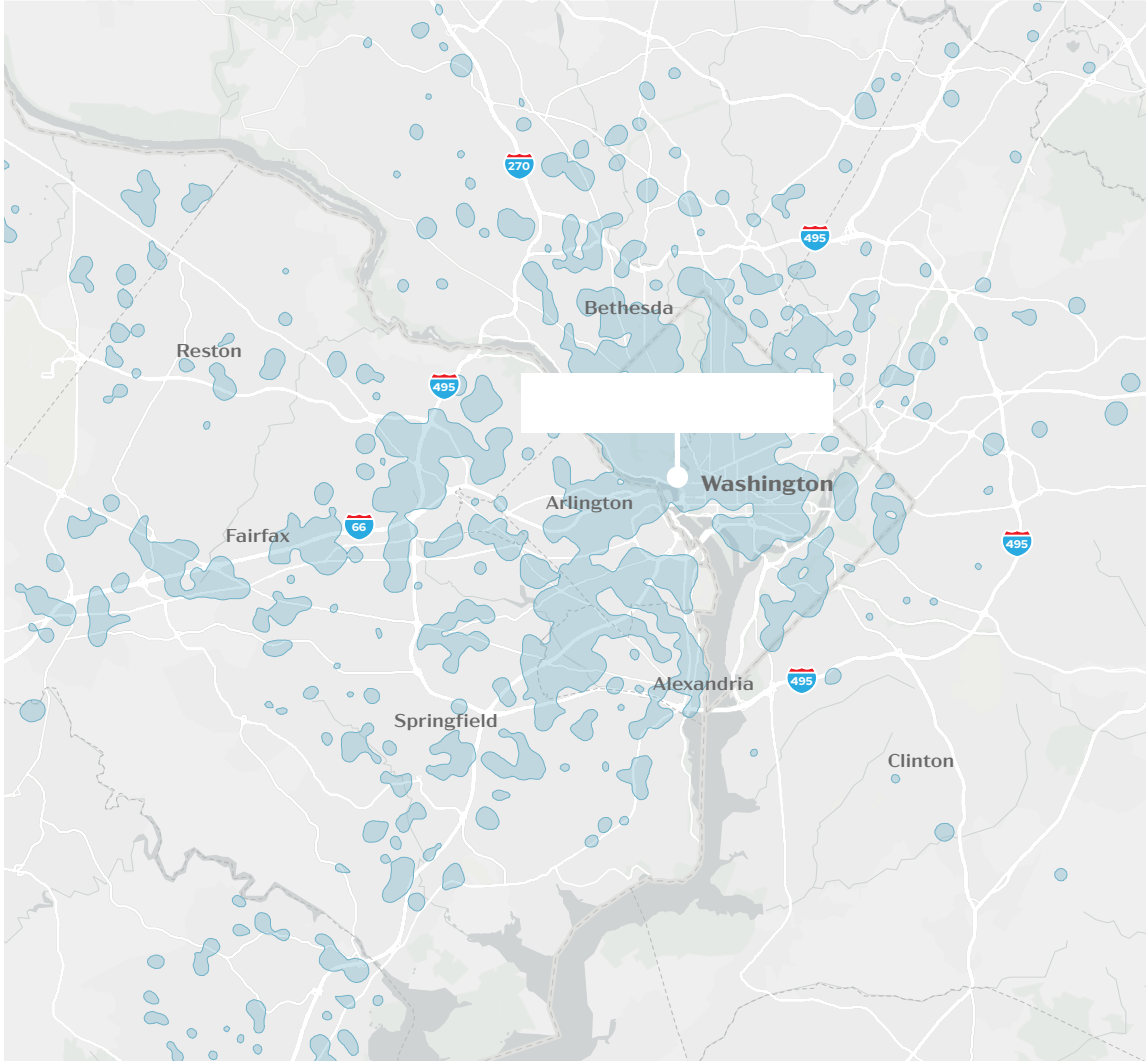 270
495
Bethesda
Reston
495
Washington
Arlington
66
Fairfax
495
Alexandria
495
Springfield
Clinton